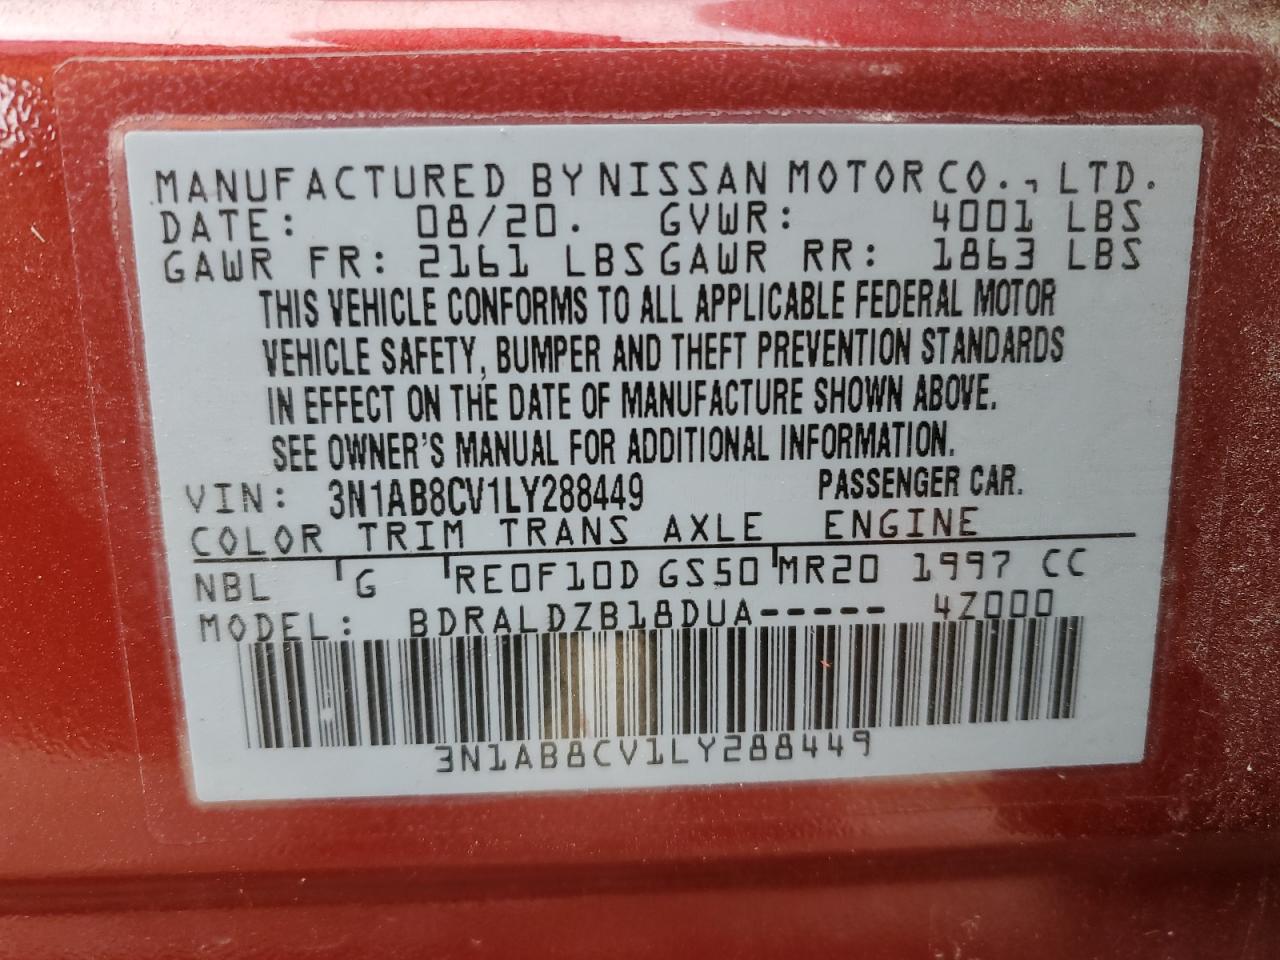 MANUFACTURED BY NISSAN MOTOR CO., LTD.
DATE: 08/20. GVWR: 4001 LBS
GAWR FR: 2161 LBS GAWR RR: 1863 LBS
THIS VEHICLE CONFORMS TO ALL APPLICABLE FEDERAL MOTOR
VEHICLE SAFETY, BUMPER AND THEFT PREVENTION STANDARDS
IN EFFECT ON THE DATE OF MANUFACTURE SHOWN ABOVE.
SEE OWNER'S MANUAL FOR ADDITIONAL INFORMATION.
VIN: 3N1AB8CV1LY288449 PASSENGER CAR.
COLOR TRIM TRANS AXLE ENGINE
NBL G RE0F10D GS50 MR20 1997 CC
MODEL: BDRALDZB18DUA----- 4Z000
3N1AB8CV1LY288449